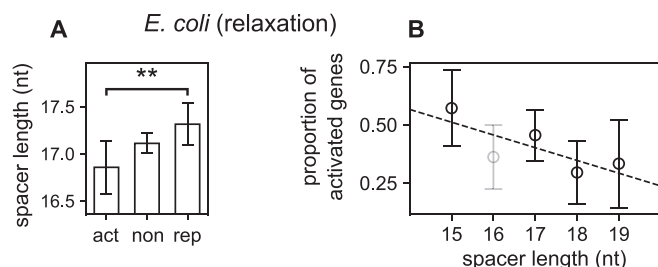 A
E. coli (relaxation)
B
spacer length (nt)
17.5
17.0
16.5
**
act non rep
proportion of
activated genes
0.75
0.50
0.25
15 16 17 18 19
spacer length (nt)